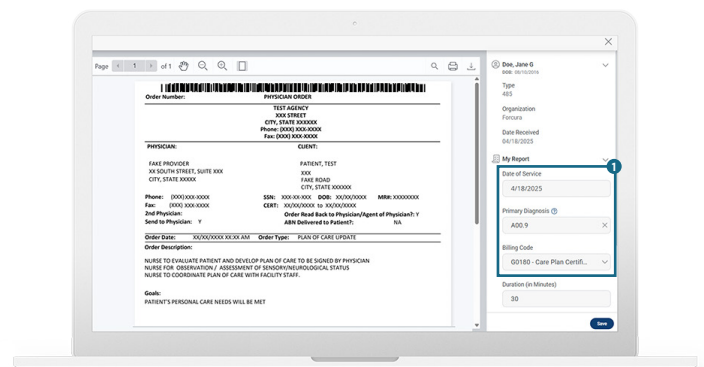 Page 1 of 1
Order Number: PHYSICIAN ORDER
TEST AGENCY
XXX STREET
CITY, STATE XXXXXX
Phone: (XXX) XXX-XXXX
Fax: (XXX) XXX-XXXX
PHYSICIAN: CLIENT:
FAKE PROVIDER PATIENT, TEST
XX SOUTH STREET, SUITE XXX XXX
CITY, STATE XXXXX FAKE ROAD
CITY, STATE XXXXXX
Phone: (XXX) XXX-XXXX SSN: XXX-XX-XXX DOB: XX/XX/XXXX MR#: XXXXXXXX
Fax: (XXX) XXX-XXXX CERT: XX/XX/XXXX to XX/XX/XXXX
2nd Physician: Order Read Back to Physician/Agent of Physician?: Y
Send to Physician: Y ABN Delivered to Patient?: NA
Order Date: XX/XX/XXXX XX:XX AM Order Type: PLAN OF CARE UPDATE
Order Description:
NURSE TO EVALUATE PATIENT AND DEVELOP PLAN OF CARE TO BE SIGNED BY PHYSICIAN
NURSE FOR OBSERVATION / ASSESSMENT OF SENSORY/NEUROLOGICAL STATUS
NURSE TO COORDINATE PLAN OF CARE WITH FACILITY STAFF.
Goals:
PATIENT'S PERSONAL CARE NEEDS WILL BE MET
Doe, Jane G
DOB: 08/10/2016
Type
485
Organization
Forcura
Date Received
04/18/2025
My Report
1
Date of Service
4/18/2025
Primary Diagnosis
A00.9
Billing Code
G0180 - Care Plan Certifi...
Duration (in Minutes)
30
Save